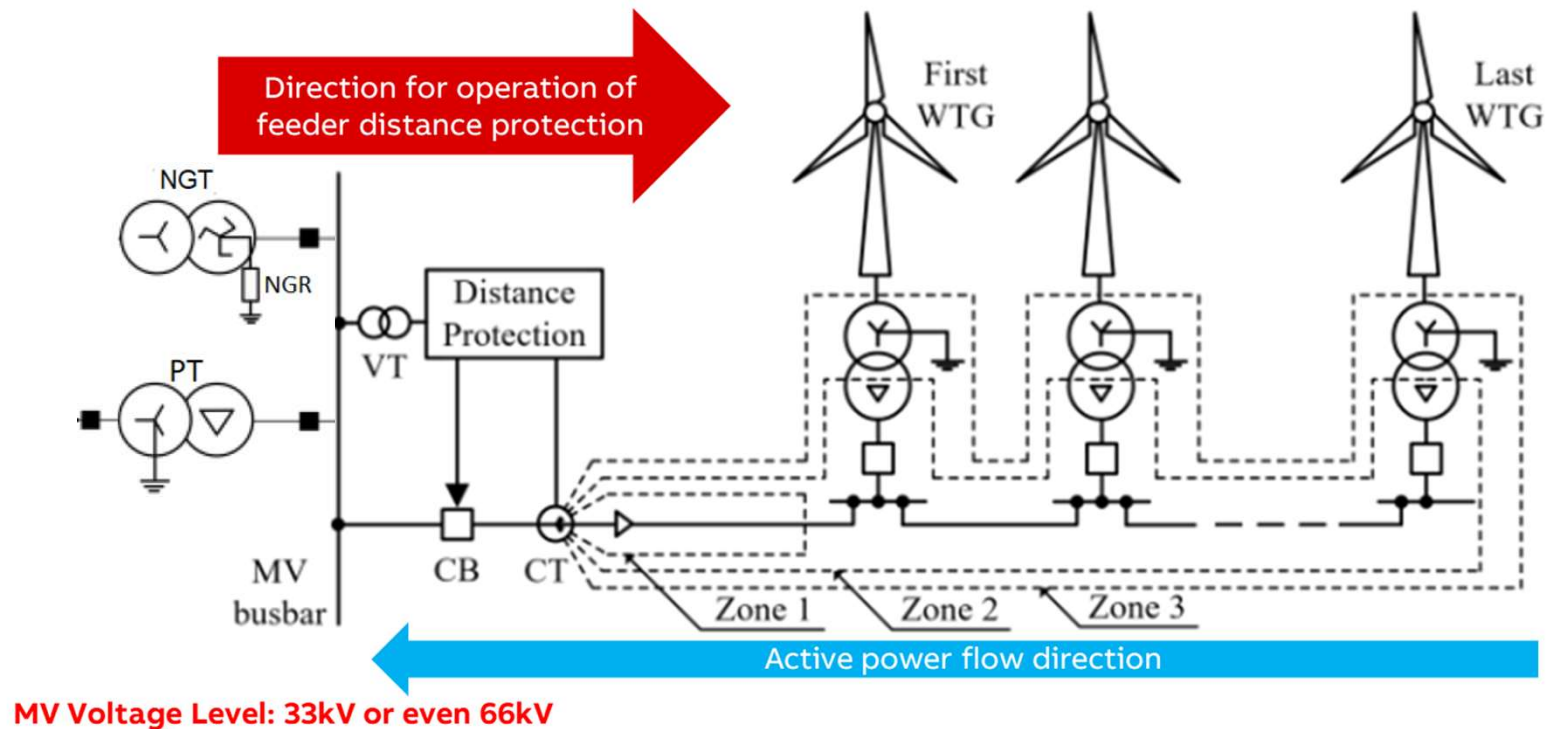 Direction for operation of
feeder distance protection
First
WTG
Last
WTG
NGT
NGR
Distance
Protection
VT
PT
MV
busbar
CB
CT
Zone 1
Zone 2
Zone 3
Active power flow direction
MV Voltage Level: 33kV or even 66kV